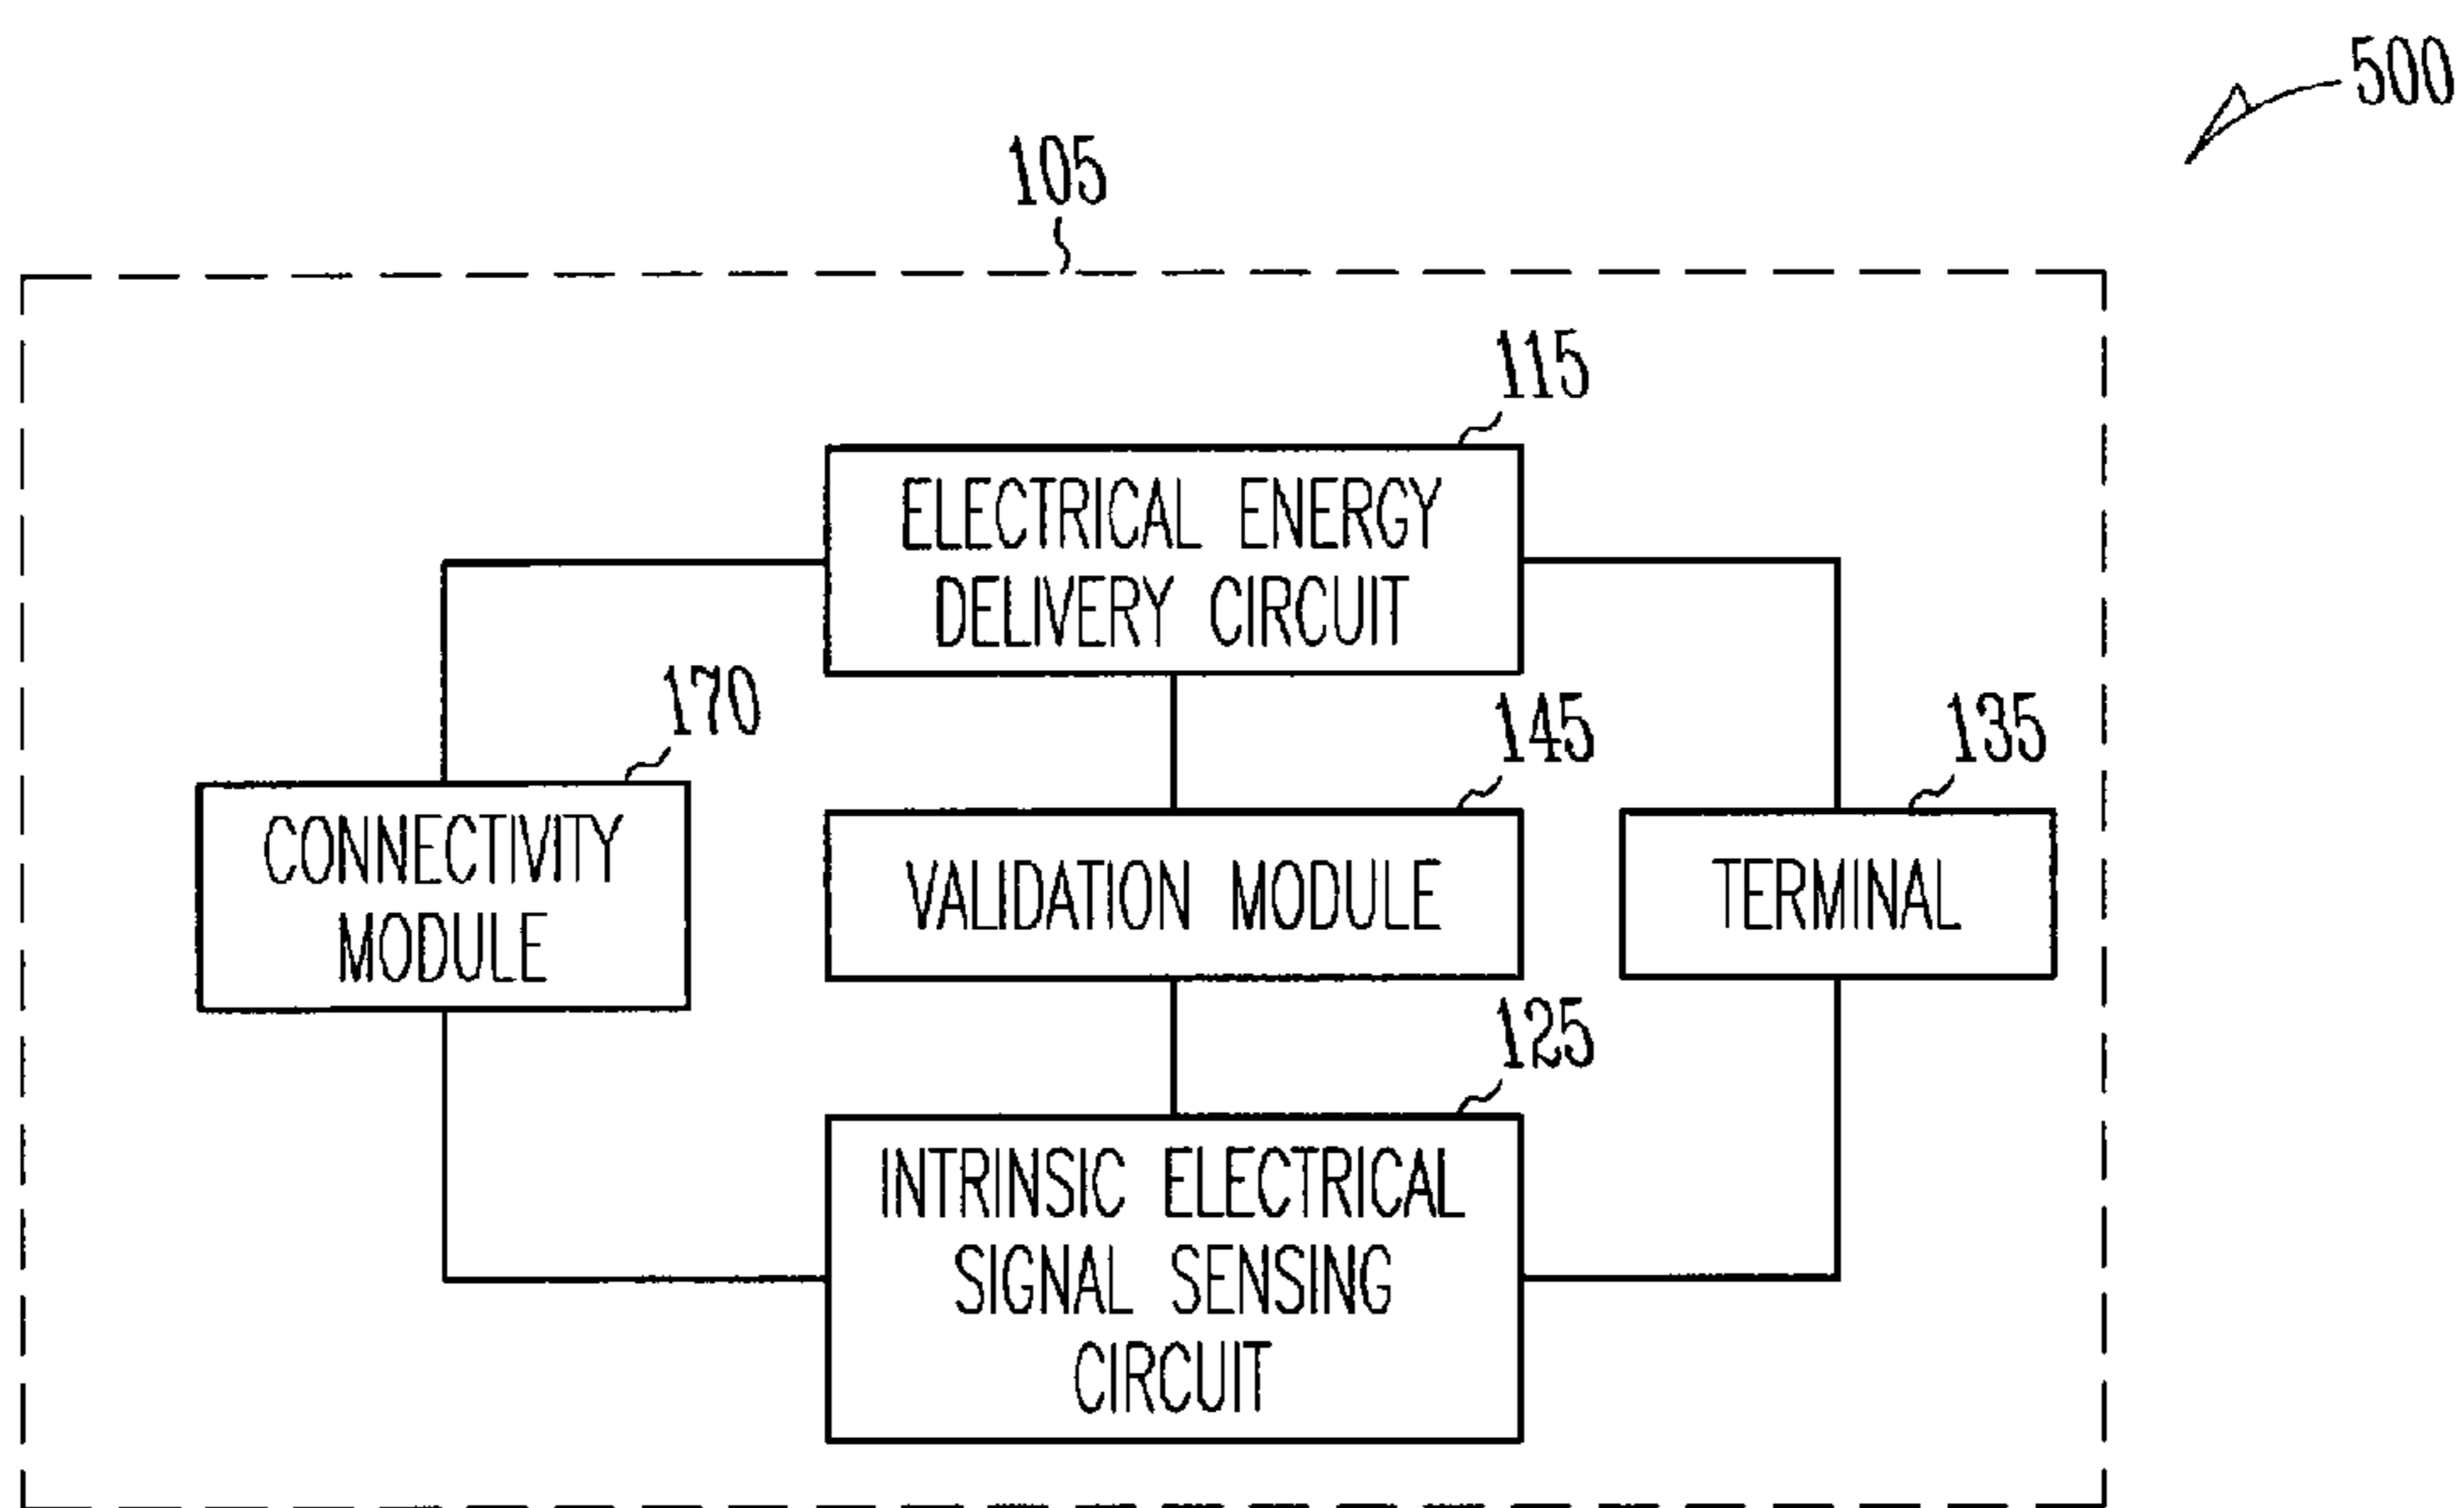 500
105
115
ELECTRICAL ENERGY
DELIVERY CIRCUIT
170
145
135
CONNECTIVITY
MODULE
VALIDATION MODULE
TERMINAL
125
INTRINSIC ELECTRICAL
SIGNAL SENSING
CIRCUIT